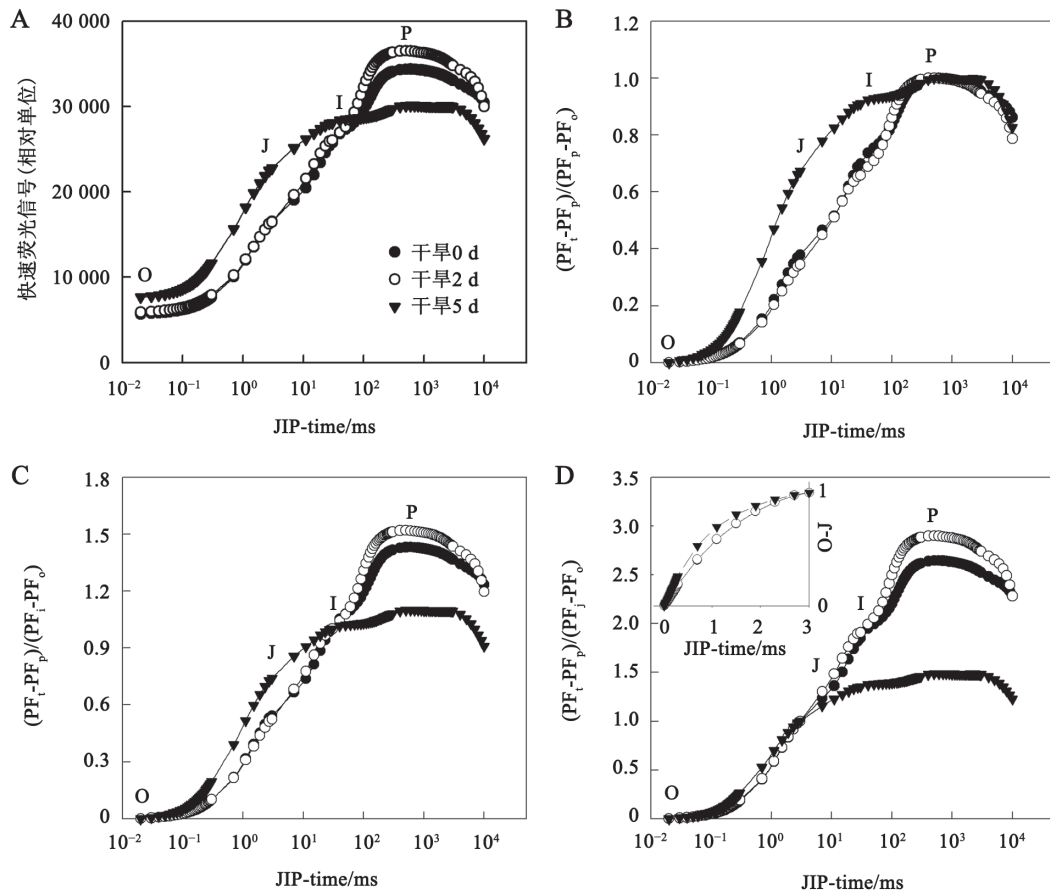 A
快速荧光信号(相对单位)
40 000
30 000
20 000
10 000
0
O
J
I
P
干旱0 d
干旱2 d
干旱5 d
10⁻² 10⁻¹ 10⁰ 10¹ 10² 10³ 10⁴
JIP-time/ms
B
(PFₜ-PFₚ)/(PFₚ-PFₒ)
1.2
1.0
0.8
0.6
0.4
0.2
0
O
J
I
P
10⁻² 10⁻¹ 10⁰ 10¹ 10² 10³ 10⁴
JIP-time/ms
C
(PFₜ-PFₚ)/(PFᵢ-PFₒ)
1.8
1.5
1.2
0.9
0.6
0.3
0.0
O
J
I
P
10⁻² 10⁻¹ 10⁰ 10¹ 10² 10³ 10⁴
JIP-time/ms
D
(PFₜ-PFₚ)/(PFⱼ-PFₒ)
3.5
3.0
2.5
2.0
1.5
1.0
0.5
0.0
O
J
I
P
1
O-J
0
0 1 2 3
JIP-time/ms
10⁻² 10⁻¹ 10⁰ 10¹ 10² 10³ 10⁴
JIP-time/ms